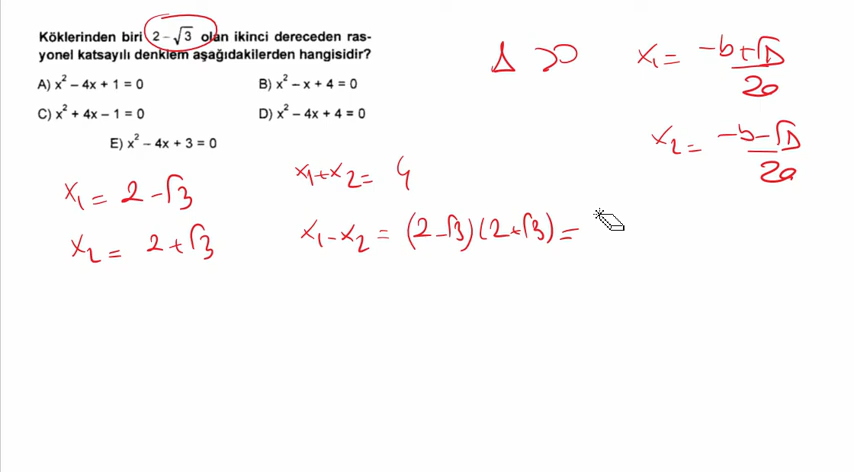 Köklerinden biri 2 − √3 olan ikinci dereceden ras-
yonel katsayılı denklem aşağıdakilerden hangisidir?
A) x² − 4x + 1 = 0
B) x² − x + 4 = 0
C) x² + 4x − 1 = 0
D) x² − 4x + 4 = 0
E) x² − 4x + 3 = 0
Δ >0
x₁ = (-b+√Δ)/2a
x₂ = (-b-√Δ)/2a
x₁ = 2 - √3
x₂ = 2 + √3
x₁+x₂ = 4
x₁-x₂ = (2-√3)(2+√3) =